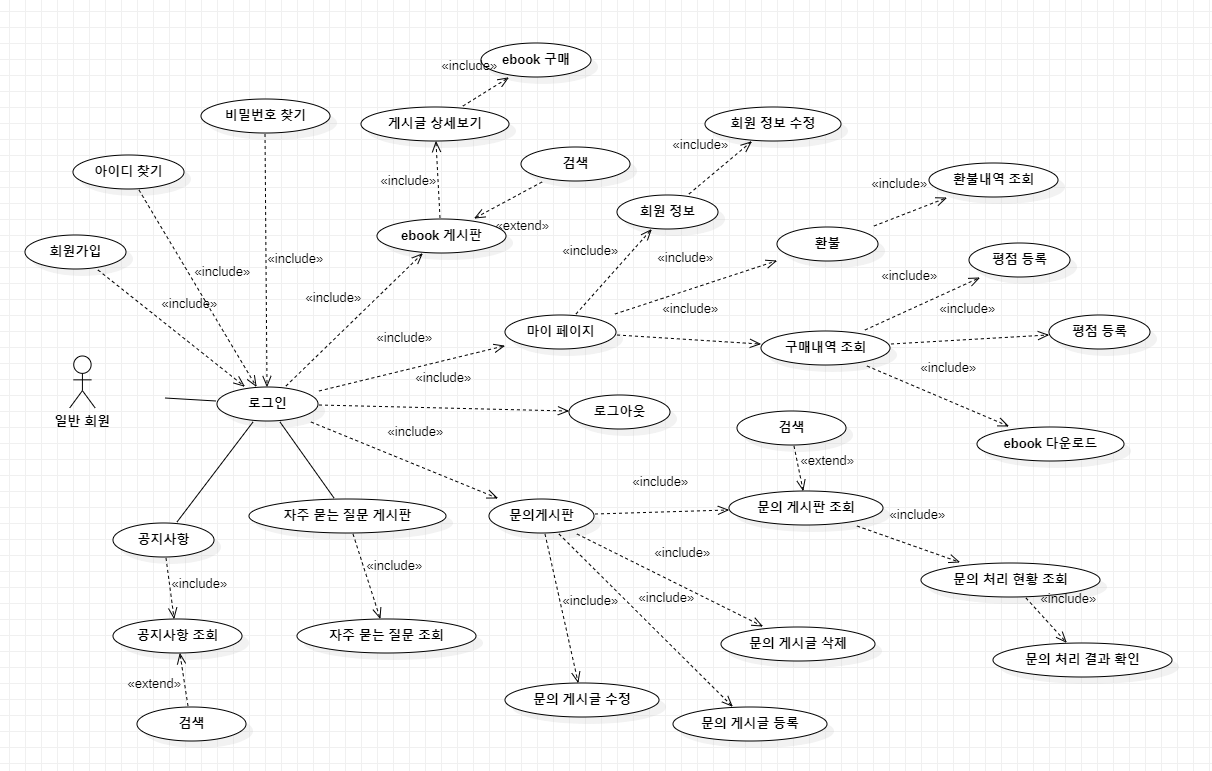 ebook 구매
«include»
비밀번호 찾기
게시글 상세보기
회원 정보 수정
«include»
아이디 찾기
검색
«include»
«include»
환불내역 조회
회원 정보
ebook 게시판
«extend»
회원가입
«include»
환불
«include»
«include»
«include»
평점 등록
«include»
«include»
«include»
«include»
«include»
마이 페이지
평점 등록
«include»
구매내역 조회
«include»
«include»
로그인
로그아웃
일반 회원
«include»
검색
ebook 다운로드
«extend»
«include»
자주 묻는 질문 게시판
문의게시판
문의 게시판 조회
«include»
공지사항
«include»
«include»
«include»
«include»
«include»
문의 처리 현황 조회
«include»
공지사항 조회
자주 묻는 질문 조회
문의 게시글 삭제
문의 처리 결과 확인
«extend»
문의 게시글 수정
검색
문의 게시글 등록